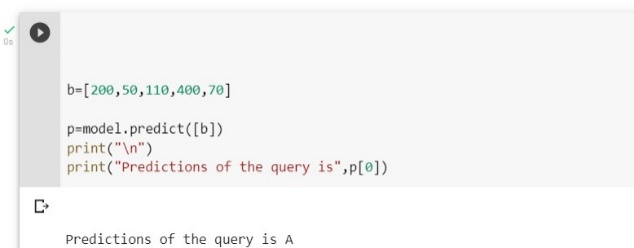 0s
b=[200,50,110,400,70]
p=model.predict([b])
print("\n")
print("Predictions of the query is",p[0])
Predictions of the query is A